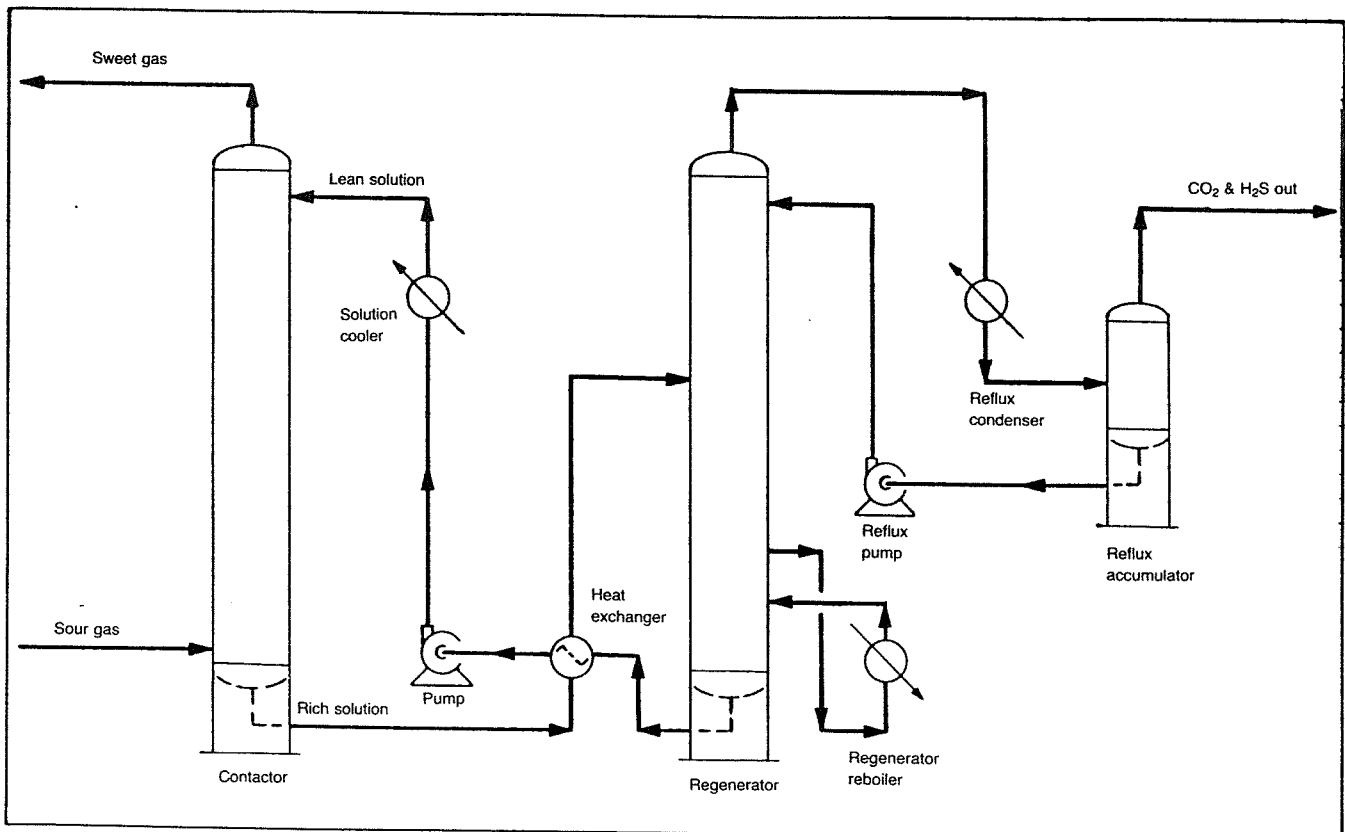 Sweet gas
Lean solution
CO₂ & H₂S out
Solution
cooler
Reflux
condenser
Reflux
pump
Reflux
accumulator
Heat
exchanger
Sour gas
Pump
Rich solution
Regenerator
reboiler
Contactor
Regenerator